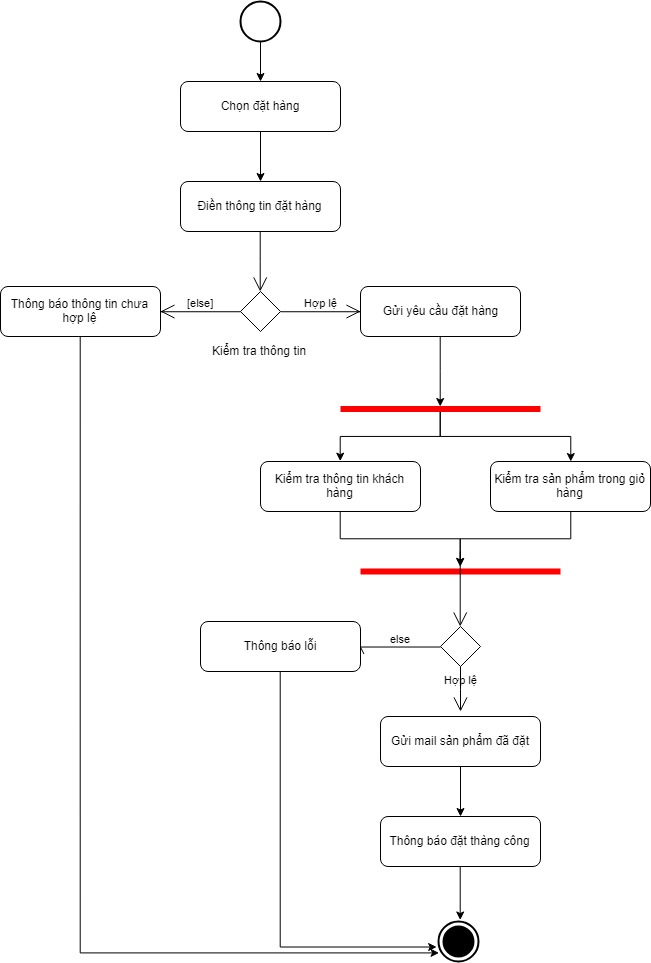 Chọn đặt hàng
Điền thông tin đặt hàng
Thông báo thông tin chưa
hợp lệ
[else]
Hợp lệ
Gửi yêu cầu đặt hàng
Kiểm tra thông tin
Kiểm tra thông tin khách
hàng
Kiểm tra sản phẩm trong giỏ
hàng
Thông báo lỗi
else
Hợp lệ
Gửi mail sản phẩm đã đặt
Thông báo đặt thàng công